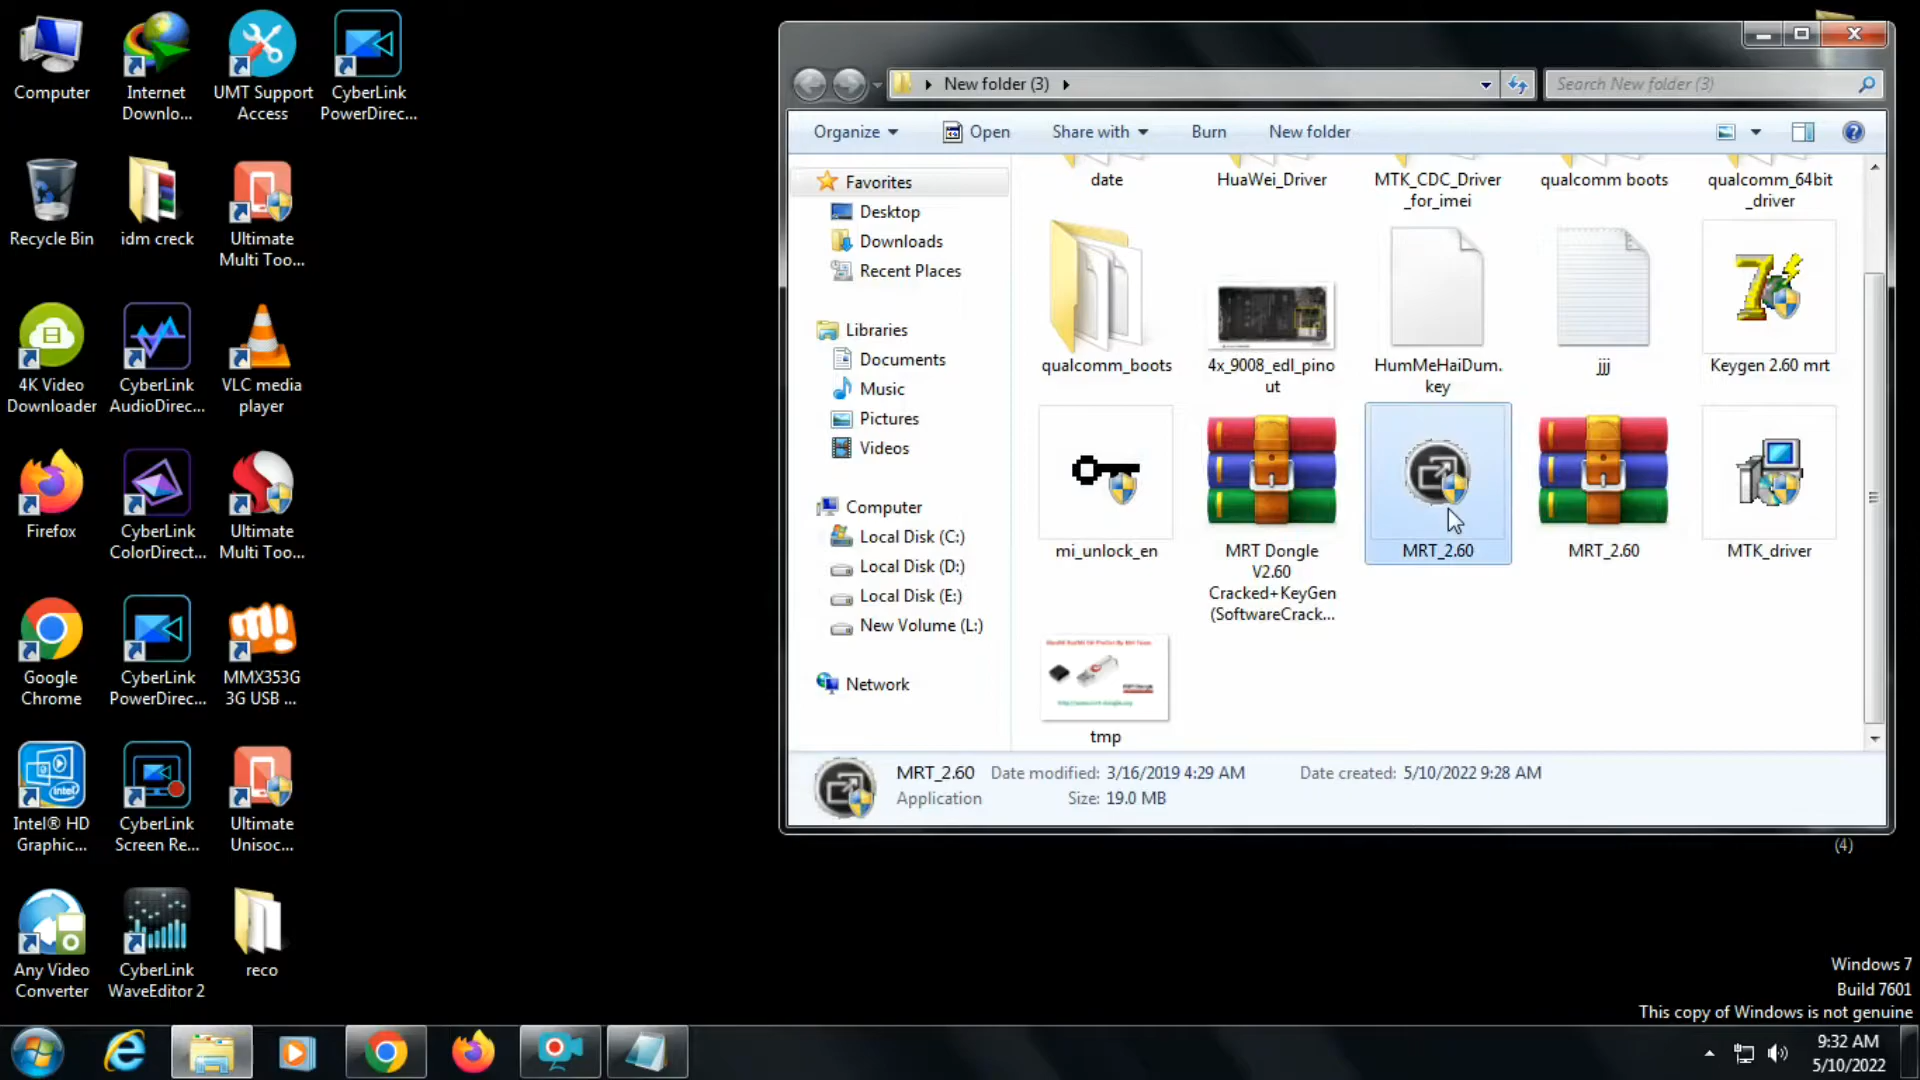 Computer
Internet
Downlo...
UMT Support
Access
CyberLink
PowerDirec...
Recycle Bin
idm creck
Ultimate
Multi Too...
4K Video
Downloader
CyberLink
AudioDirec...
VLC media
player
Firefox
CyberLink
ColorDirect...
Ultimate
Multi Too...
Google
Chrome
CyberLink
PowerDirec...
MMX353G
3G USB ...
Intel® HD
Graphic...
CyberLink
Screen Re...
Ultimate
Unisoc...
Any Video
Converter
CyberLink
WaveEditor 2
reco
New folder (3)
Search New folder (3)
Organize
Open
Share with
Burn
New folder
Favorites
Desktop
Downloads
Recent Places
Libraries
Documents
Music
Pictures
Videos
Computer
Local Disk (C:)
Local Disk (D:)
Local Disk (E:)
New Volume (L:)
Network
date
HuaWei_Driver
MTK_CDC_Driver
_for_imei
qualcomm boots
qualcomm_64bit
_driver
qualcomm_boots
4x_9008_edl_pino
ut
HumMeHaiDum.
key
jjj
Keygen 2.60 mrt
mi_unlock_en
MRT Dongle
V2.60
Cracked+KeyGen
(SoftwareCrack...
MRT_2.60
MRT_2.60
MTK_driver
tmp
MRT_2.60
Date modified: 3/16/2019 4:29 AM
Date created: 5/10/2022 9:28 AM
Application
Size: 19.0 MB
(4)
Windows 7
Build 7601
This copy of Windows is not genuine
9:32 AM
5/10/2022